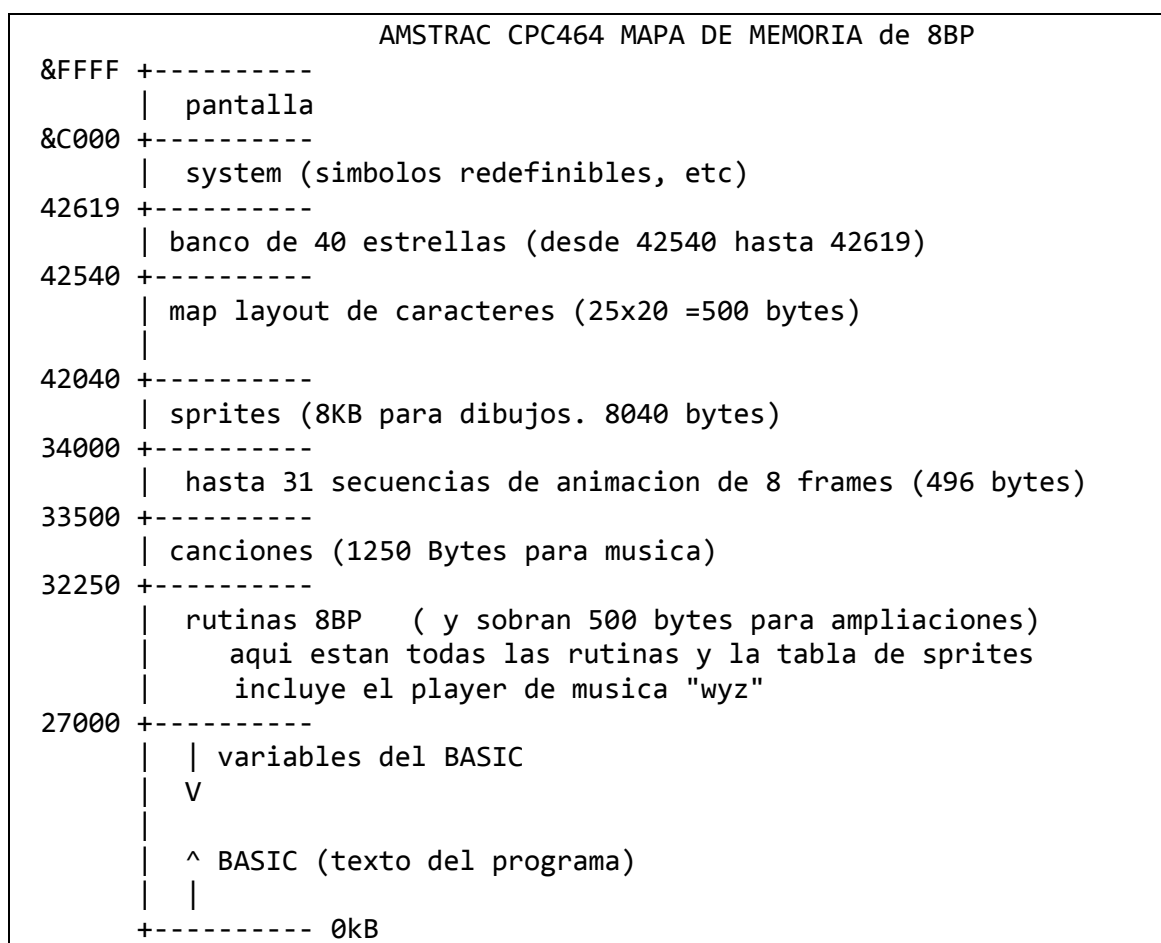 AMSTRAC CPC464 MAPA DE MEMORIA de 8BP
&FFFF +----------
| pantalla
&C000 +----------
| system (simbolos redefinibles, etc)
42619 +----------
| banco de 40 estrellas (desde 42540 hasta 42619)
42540 +----------
| map layout de caracteres (25x20 =500 bytes)
|
42040 +----------
| sprites (8KB para dibujos. 8040 bytes)
34000 +----------
| hasta 31 secuencias de animacion de 8 frames (496 bytes)
33500 +----------
| canciones (1250 Bytes para musica)
32250 +----------
| rutinas 8BP ( y sobran 500 bytes para ampliaciones)
| aqui estan todas las rutinas y la tabla de sprites
| incluye el player de musica "wyz"
27000 +----------
| | variables del BASIC
| V
|
| ^ BASIC (texto del programa)
| |
+---------- 0kB